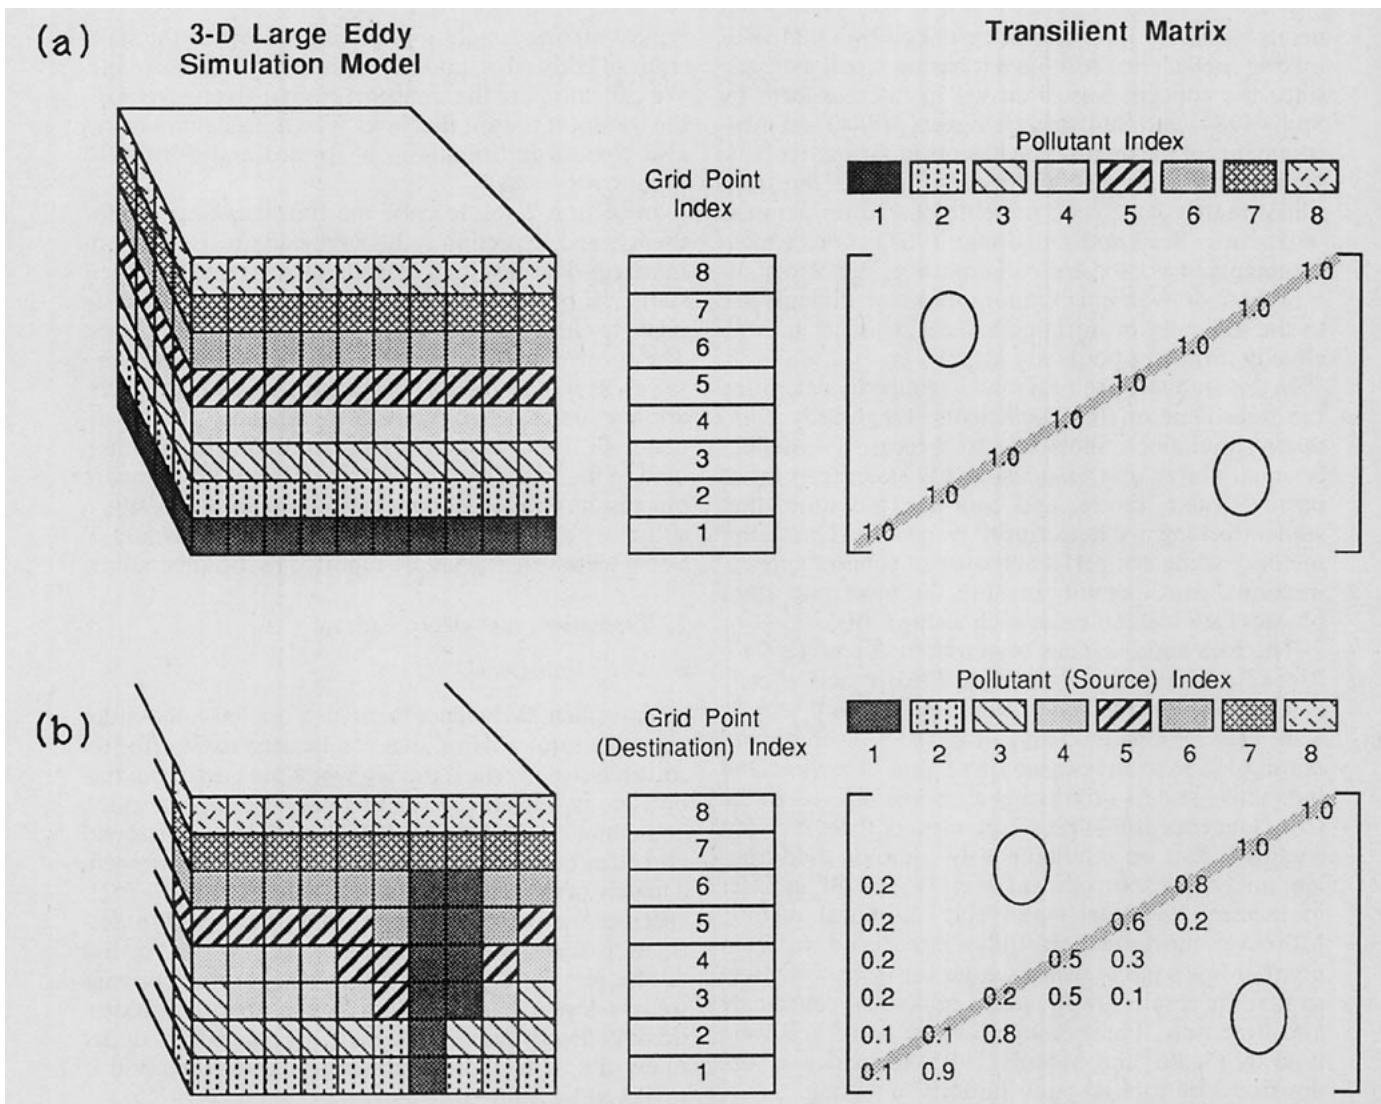 (a)
3-D Large Eddy
Simulation Model
Transilient Matrix
Pollutant Index
1 2 3 4 5 6 7 8
Grid Point
Index
8
7
6
5
4
3
2
1
1.0
1.0
1.0
1.0
1.0
1.0
1.0
1.0
(b)
Grid Point
(Destination) Index
Pollutant (Source) Index
1 2 3 4 5 6 7 8
8
7
6
5
4
3
2
1
1.0
1.0
0.2 0.8
0.2 0.6 0.2
0.2 0.5 0.3
0.2 0.2 0.5 0.1
0.1 0.1 0.8
0.1 0.9